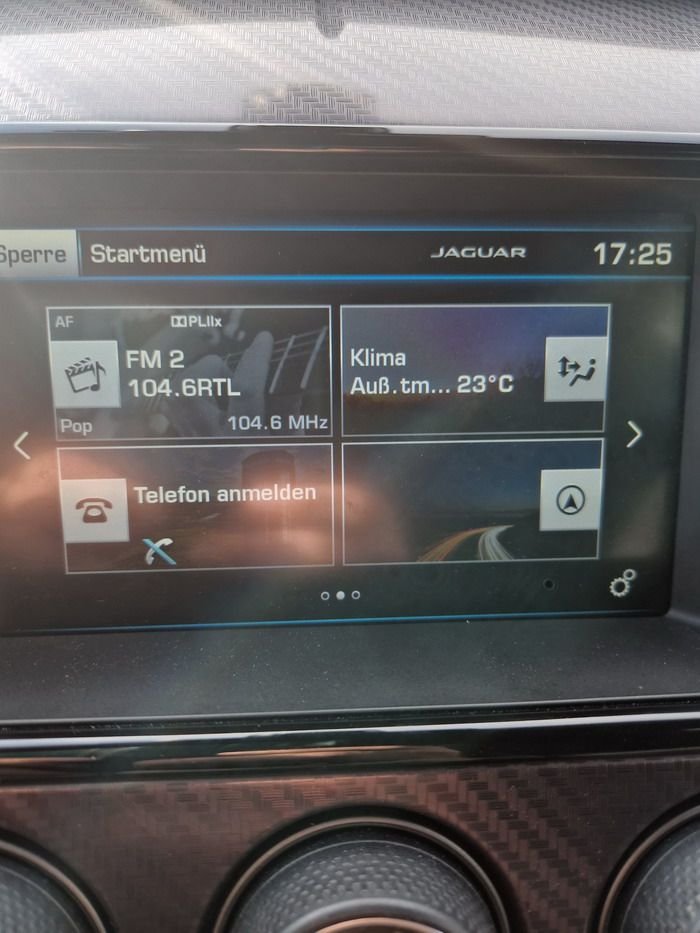 Sperre Startmenü JAGUAR 17:25
AF PLIIx
FM 2
104.6RTL
Pop 104.6 MHz
Klima
Auß.tm... 23°C
Telefon anmelden